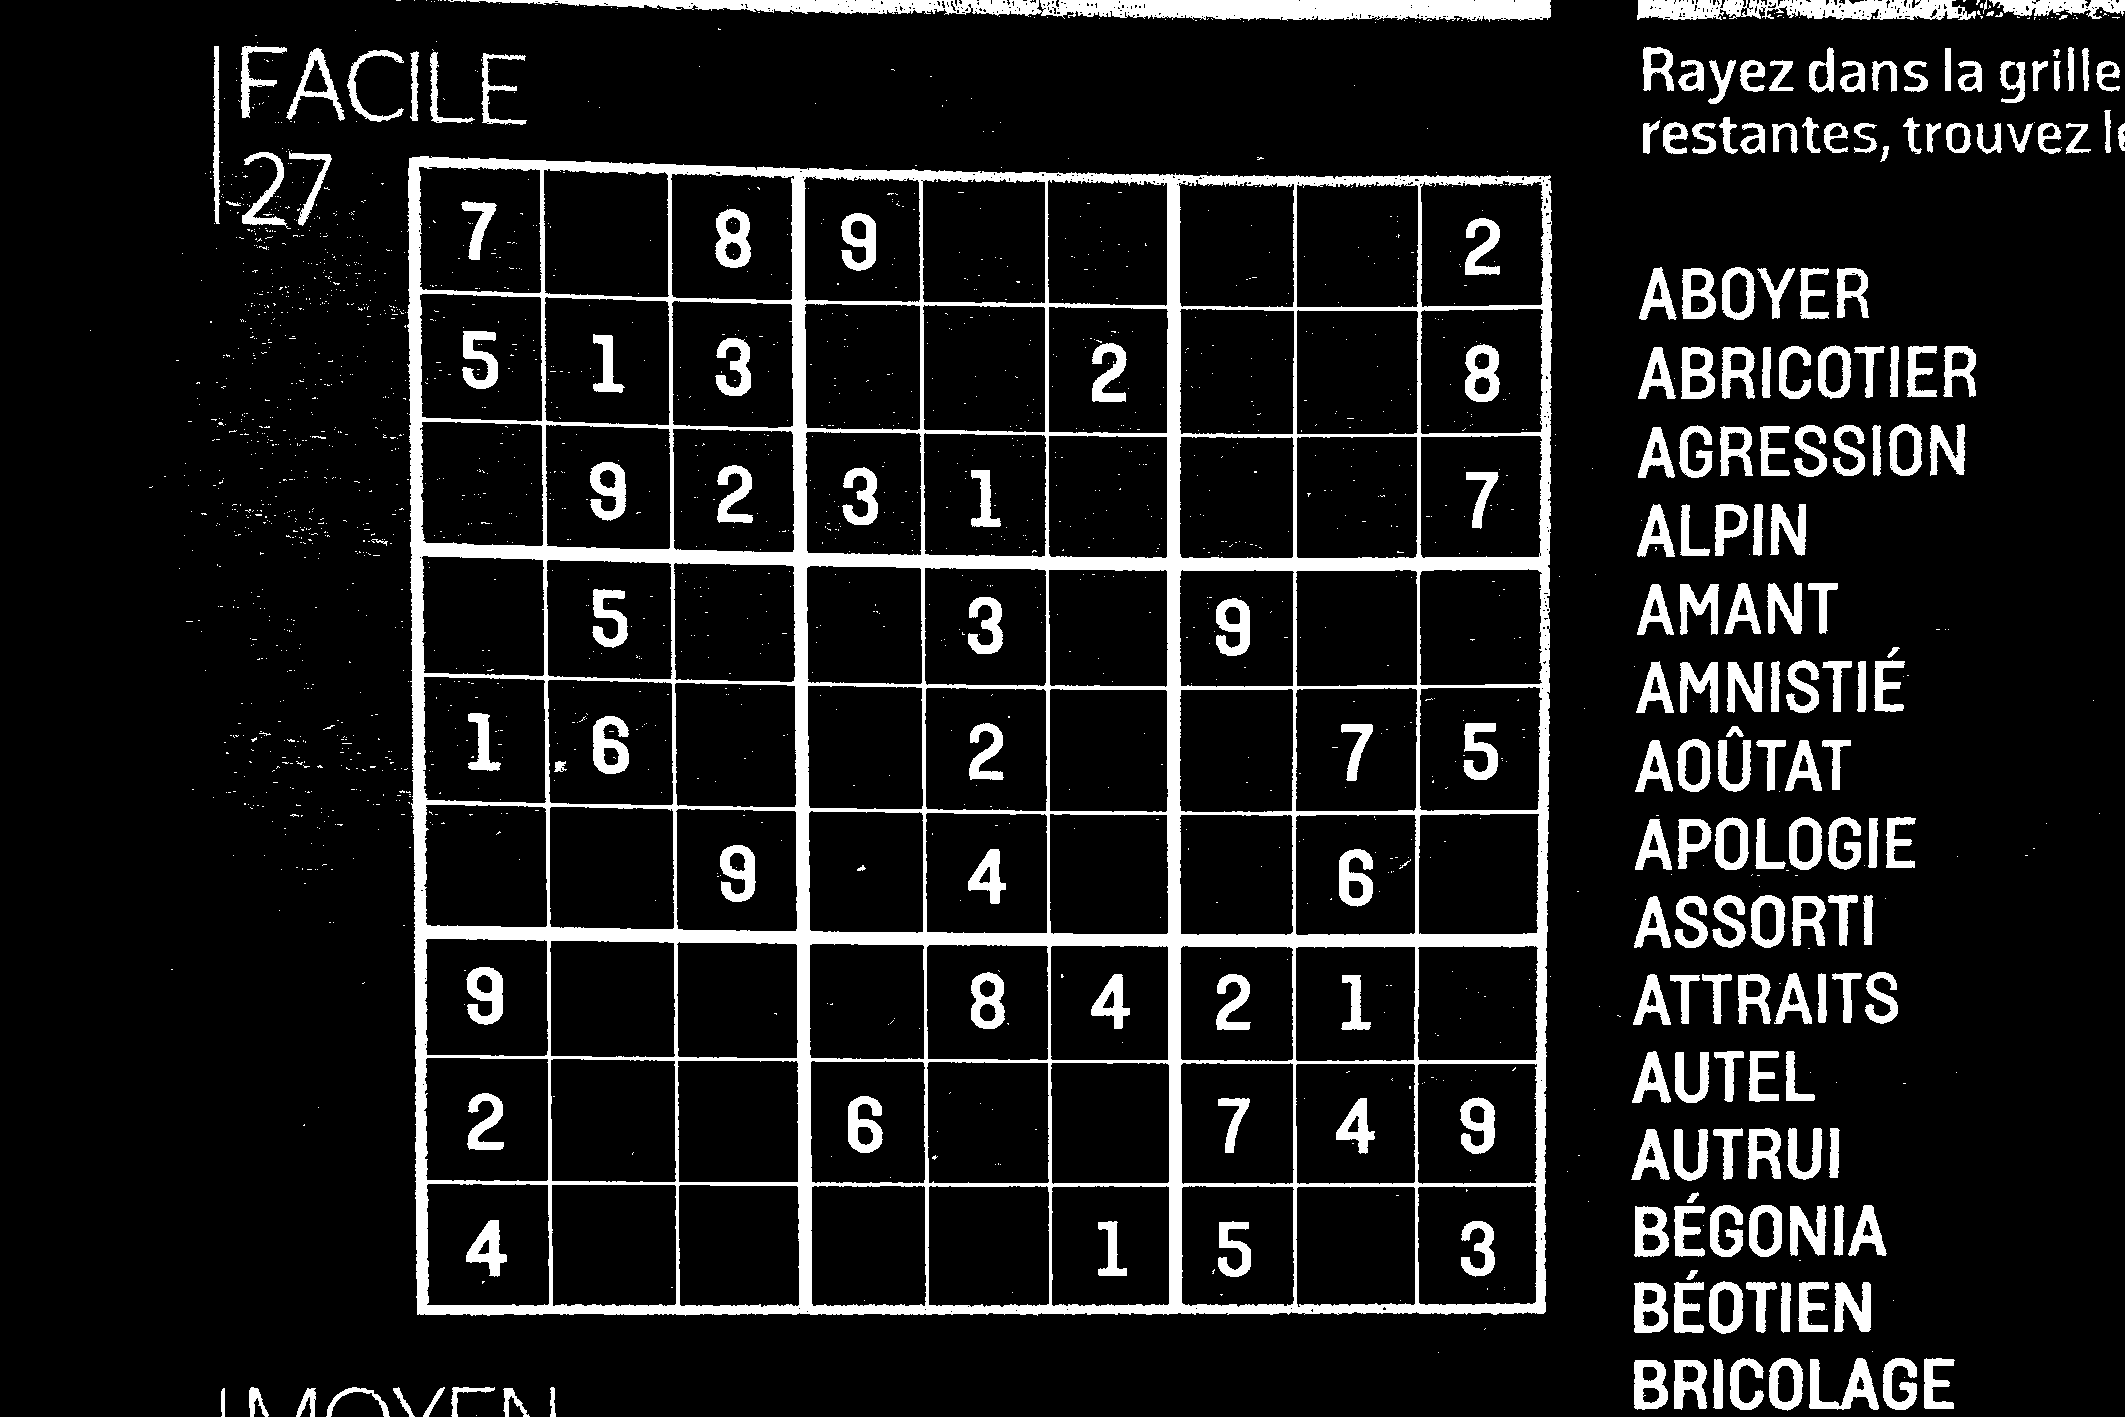 FACILE
27
7 8 9 2
5 1 3 2 8
9 2 3 1 7
5 3 9
1 6 2 7 5
9 4 6
9 8 4 2 1
2 6 7 4 9
4 1 5 3
MOYEN
Rayez dans la grille
restantes, trouvez
ABOYER
ABRICOTIER
AGRESSION
ALPIN
AMANT
AMNISTIÉ
AOÛTAT
APOLOGIE
ASSORTI
ATTRAITS
AUTEL
AUTRUI
BÉGONIA
BÉOTIEN
BRICOLAGE